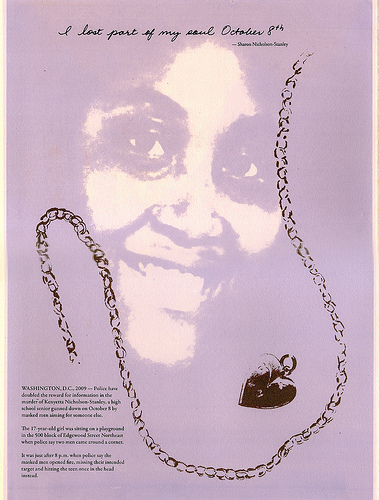 I lost part of my soul October 8th
— Sharon Nicholson-Stanley
WASHINGTON, D.C., 2009 — Police have
doubled the reward for information in the
murder of Kenyetta Nicholson-Stanley, a high
school senior gunned down on October 8 by
masked men aiming for someone else.
The 17-year-old girl was sitting on a playground
in the 500 block of Edgewood Street Northeast
when police say two men came around a corner.
It was just after 8 p.m. when police say the
masked men opened fire, missing their intended
target and hitting the teen once in the head
instead.